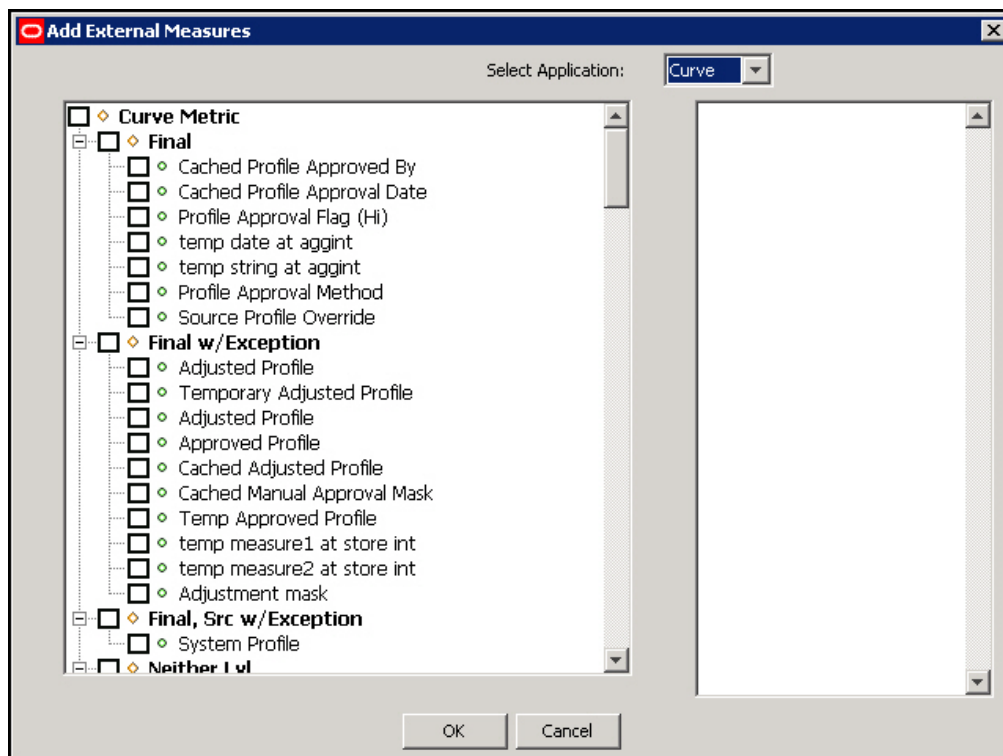 Add External Measures
Select Application: Curve
Curve Metric
Final
Cached Profile Approved By
Cached Profile Approval Date
Profile Approval Flag (Hi)
temp date at aggint
temp string at aggint
Profile Approval Method
Source Profile Override
Final w/Exception
Adjusted Profile
Temporary Adjusted Profile
Adjusted Profile
Approved Profile
Cached Adjusted Profile
Cached Manual Approval Mask
Temp Approved Profile
temp measure1 at store int
temp measure2 at store int
Adjustment mask
Final, Src w/Exception
System Profile
Neither Lvl
OK Cancel